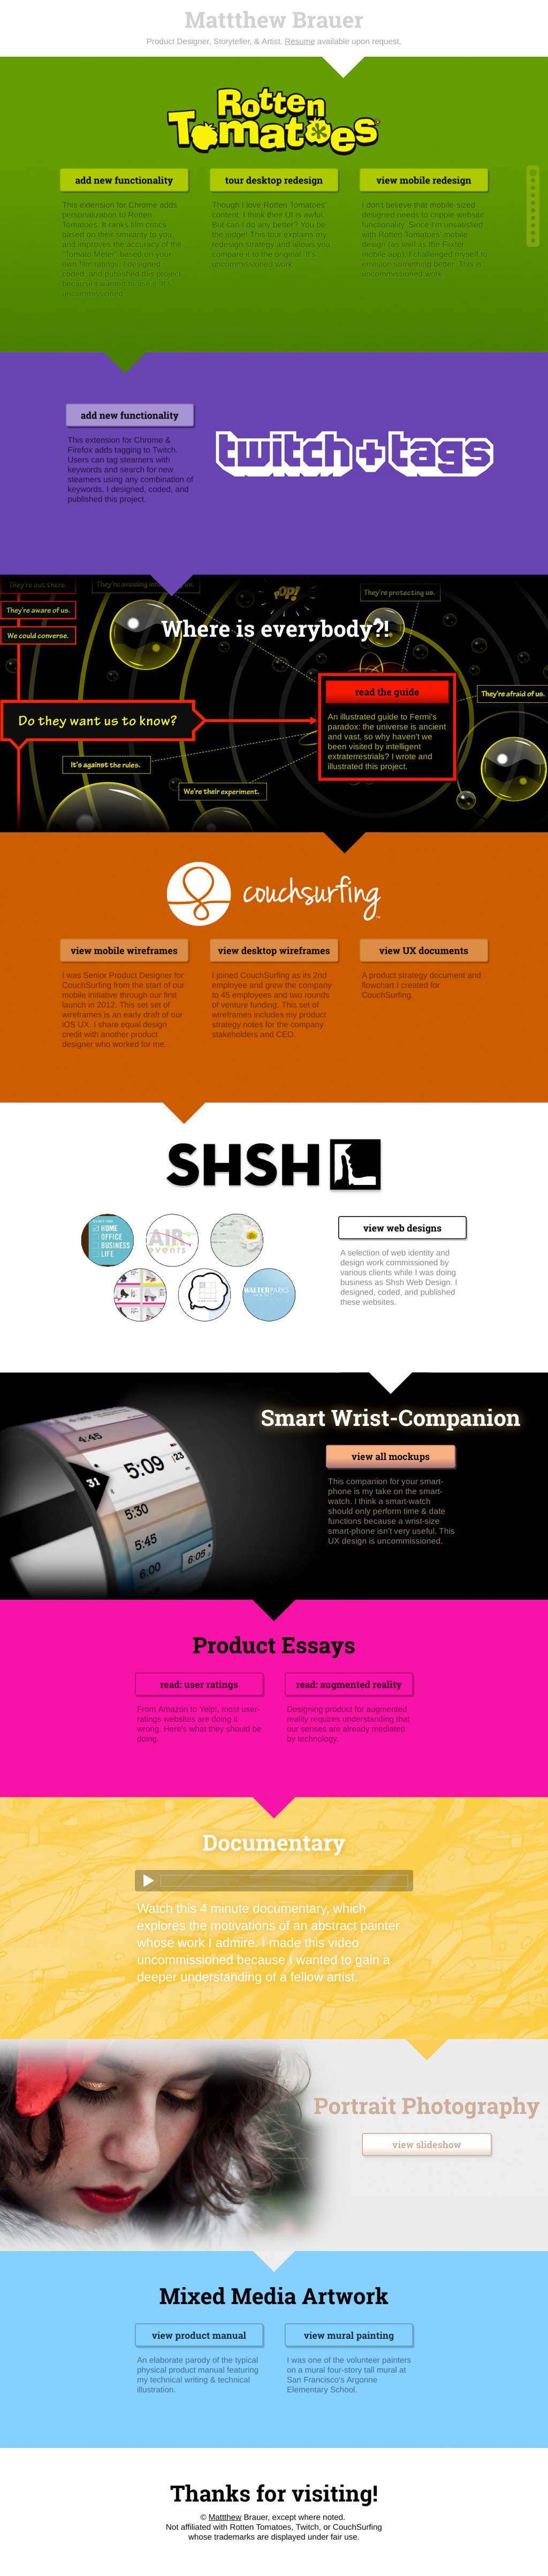 Mattthew Brauer
Product Designer, Storyteller, & Artist. Resume available upon request.
Rotten
Tomatoes
add new functionality
This extension for Chrome adds
personalization to Rotten
Tomatoes. It ranks film critics
based on their similarity to you,
and improves the accuracy of the
"Tomato Meter" based on your
own film ratings. I designed,
coded, and published this project
because I wanted to use it. It's
uncommissioned.
tour desktop redesign
Though I love Rotten Tomatoes'
content, I think their UI is awful.
But can I do any better? You be
the judge! This tour explains my
redesign strategy and allows you
compare it to the original. It's
uncommissioned work.
view mobile redesign
I don't believe that mobile-sized
designed needs to cripple website
functionality. Since I'm unsatisfied
with Rotten Tomatoes' mobile
design (as well as the Flixter
mobile app), I challenged myself to
envision something better. This is
uncommissioned work.
add new functionality
This extension for Chrome &
Firefox adds tagging to Twitch.
Users can tag steamers with
keywords and search for new
steamers using any combination of
keywords. I designed, coded, and
published this project.
twitch+tags
They're out there.
They're avoiding
us.
They're aware of us.
We could converse.
POP!
They're protecting us.
Where is everybody?!
Do they want us to know?
read the guide
An illustrated guide to Fermi's
paradox: the universe is ancient
and vast, so why haven't we
been visited by intelligent
extraterrestrials? I wrote and
illustrated this project.
They're afraid of us.
It's against the rules.
We're their experiment.
couchsurfing
view mobile wireframes
I was Senior Product Designer for
CouchSurfing from the start of our
mobile initiative through our first
launch in 2012. This set set of
wireframes is an early draft of our
iOS UX. I share equal design
credit with another product
designer who worked for me.
view desktop wireframes
I joined CouchSurfing as its 2nd
employee and grew the company
to 45 employees and two rounds
of venture funding. This set of
wireframes includes my product
strategy notes for the company
stakeholders and CEO.
view UX documents
A product strategy document and
flowchart I created for
CouchSurfing.
SHSH
HOME
OFFICE
BUSINESS
LIFE
AIR
events
WALTER PARKS
view web designs
A selection of web identity and
design work commissioned by
various clients while I was doing
business as Shsh Web Design. I
designed, coded, and published
these websites.
4:45
31
5:09
23
5:30
5:45
6:00
6:05
Smart Wrist-Companion
view all mockups
This companion for your smart-
phone is my take on the smart-
watch. I think a smart-watch
should only perform time & date
functions because a wrist-size
smart-phone isn't very useful. This
UX design is uncommissioned.
Product Essays
read: user ratings
From Amazon to Yelp!, most user-
ratings websites are doing it
wrong. Here's what they should be
doing.
read: augmented reality
Designing product for augmented
reality requires understanding that
our senses are already mediated
by technology.
Documentary
Watch this 4 minute documentary, which
explores the motivations of an abstract painter
whose work I admire. I made this video
uncommissioned because I wanted to gain a
deeper understanding of a fellow artist.
Portrait Photography
view slideshow
Mixed Media Artwork
view product manual
An elaborate parody of the typical
physical product manual featuring
my technical writing & technical
illustration.
view mural painting
I was one of the volunteer painters
on a mural four-story tall mural at
San Francisco's Argonne
Elementary School.
Thanks for visiting!
© Mattthew Brauer, except where noted.
Not affiliated with Rotten Tomatoes, Twitch, or CouchSurfing
whose trademarks are displayed under fair use.